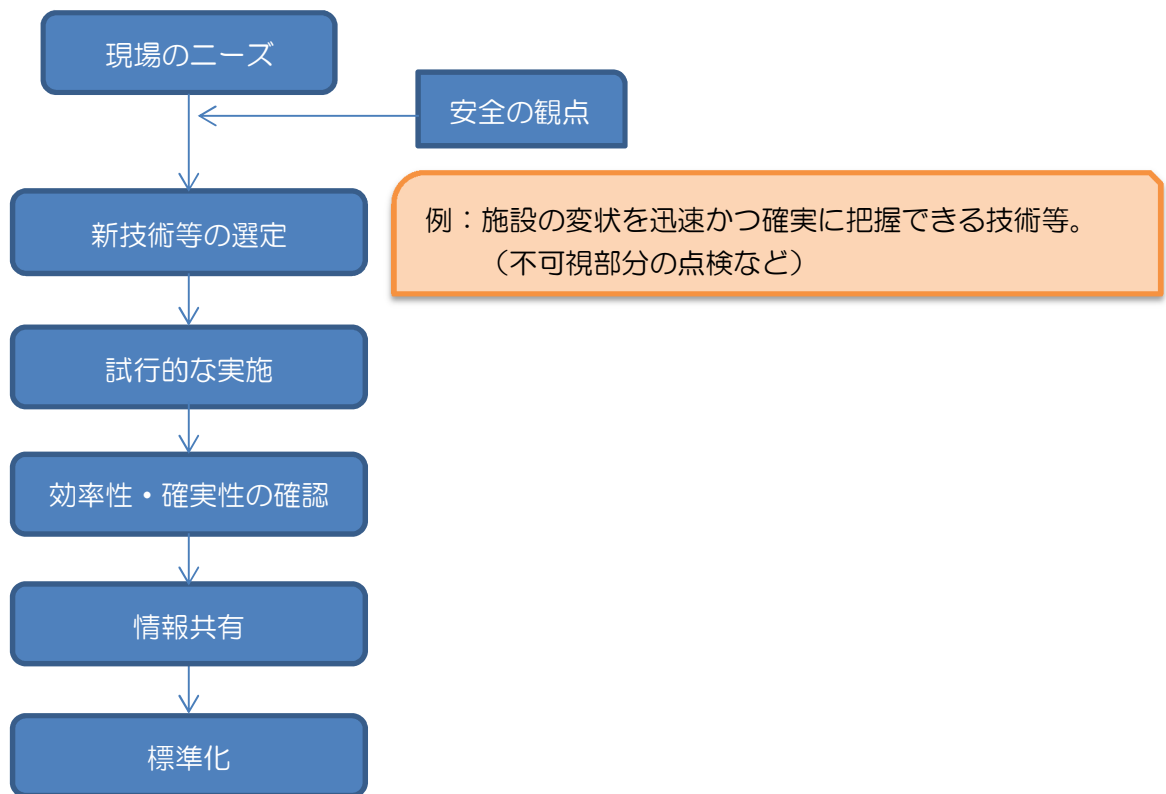 現場のニーズ
安全の観点
新技術等の選定
例：施設の変状を迅速かつ確実に把握できる技術等。
（不可視部分の点検など）
試行的な実施
効率性・確実性の確認
情報共有
標準化